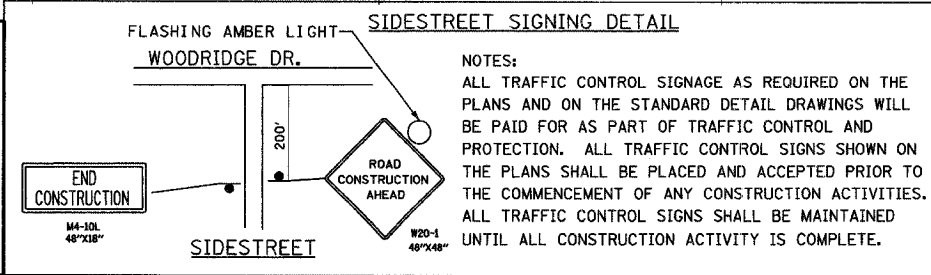 SIDESTREET SIGNING DETAIL
FLASHING AMBER LIGHT
WOODRIDGE DR.
200'
END
CONSTRUCTION
M4-10L
48"X18"
ROAD
CONSTRUCTION
AHEAD
W20-1
48"X48"
SIDESTREET
NOTES:
ALL TRAFFIC CONTROL SIGNAGE AS REQUIRED ON THE
PLANS AND ON THE STANDARD DETAIL DRAWINGS WILL
BE PAID FOR AS PART OF TRAFFIC CONTROL AND
PROTECTION. ALL TRAFFIC CONTROL SIGNS SHOWN ON
THE PLANS SHALL BE PLACED AND ACCEPTED PRIOR TO
THE COMMENCEMENT OF ANY CONSTRUCTION ACTIVITIES.
ALL TRAFFIC CONTROL SIGNS SHALL BE MAINTAINED
UNTIL ALL CONSTRUCTION ACTIVITY IS COMPLETE.